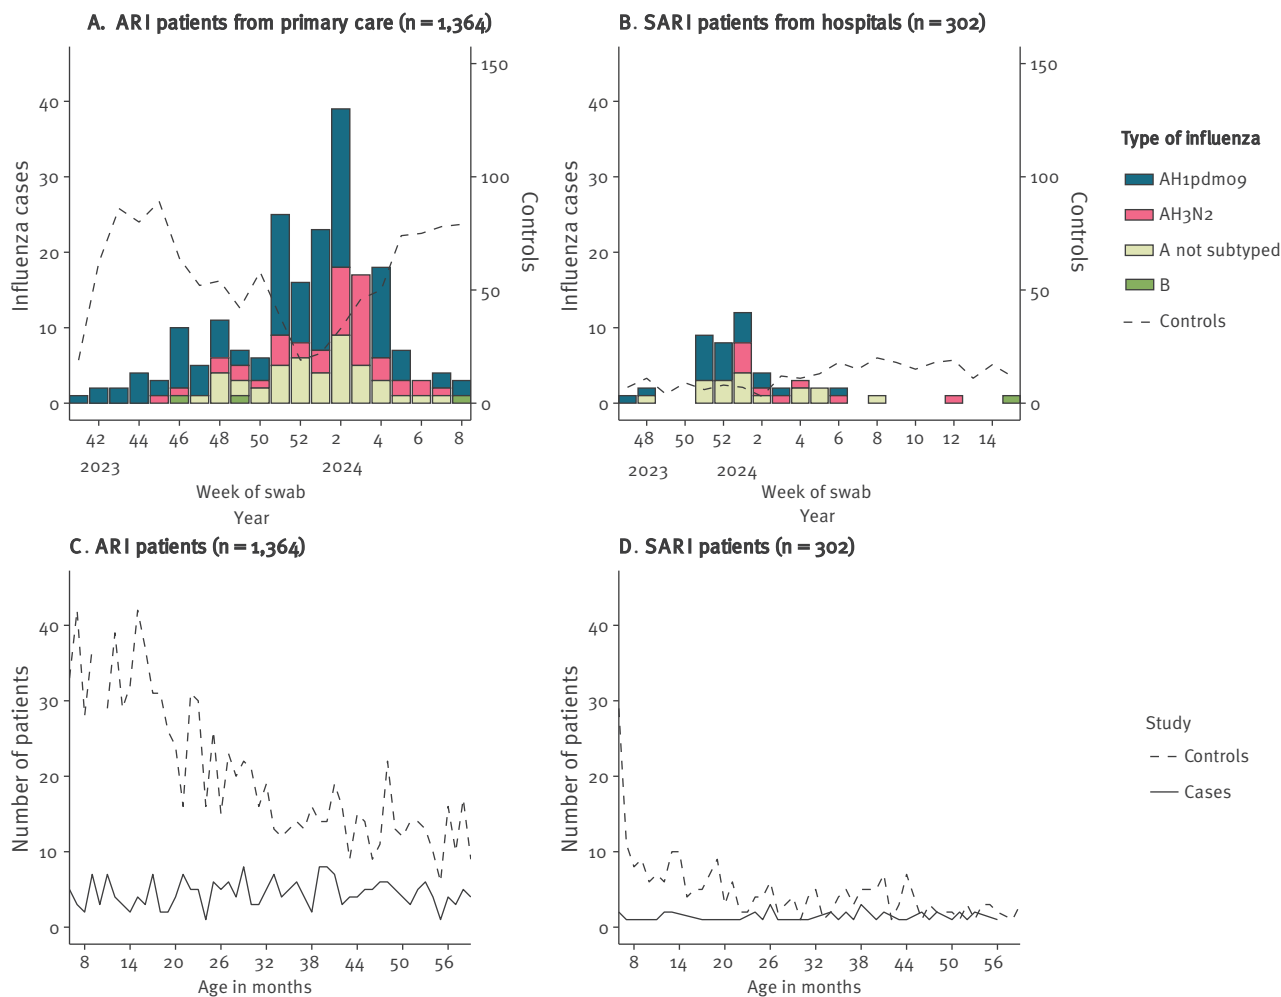 A. ARI patients from primary care (n = 1,364)
B. SARI patients from hospitals (n = 302)
Influenza cases
40
30
20
10
0
150
100
50
0
Controls
42 44 46 48 50 52 2 4 6 8
2023 2024
Week of swab
Year
Influenza cases
40
30
20
10
0
150
100
50
0
Controls
48 50 52 2 4 6 8 10 12 14
2023 2024
Week of swab
Year
Type of influenza
AH1pdm09
AH3N2
A not subtyped
B
Controls
C. ARI patients (n = 1,364)
D. SARI patients (n = 302)
Number of patients
40
30
20
10
0
8 14 20 26 32 38 44 50 56
Age in months
Number of patients
40
30
20
10
0
8 14 20 26 32 38 44 50 56
Age in months
Study
Controls
Cases